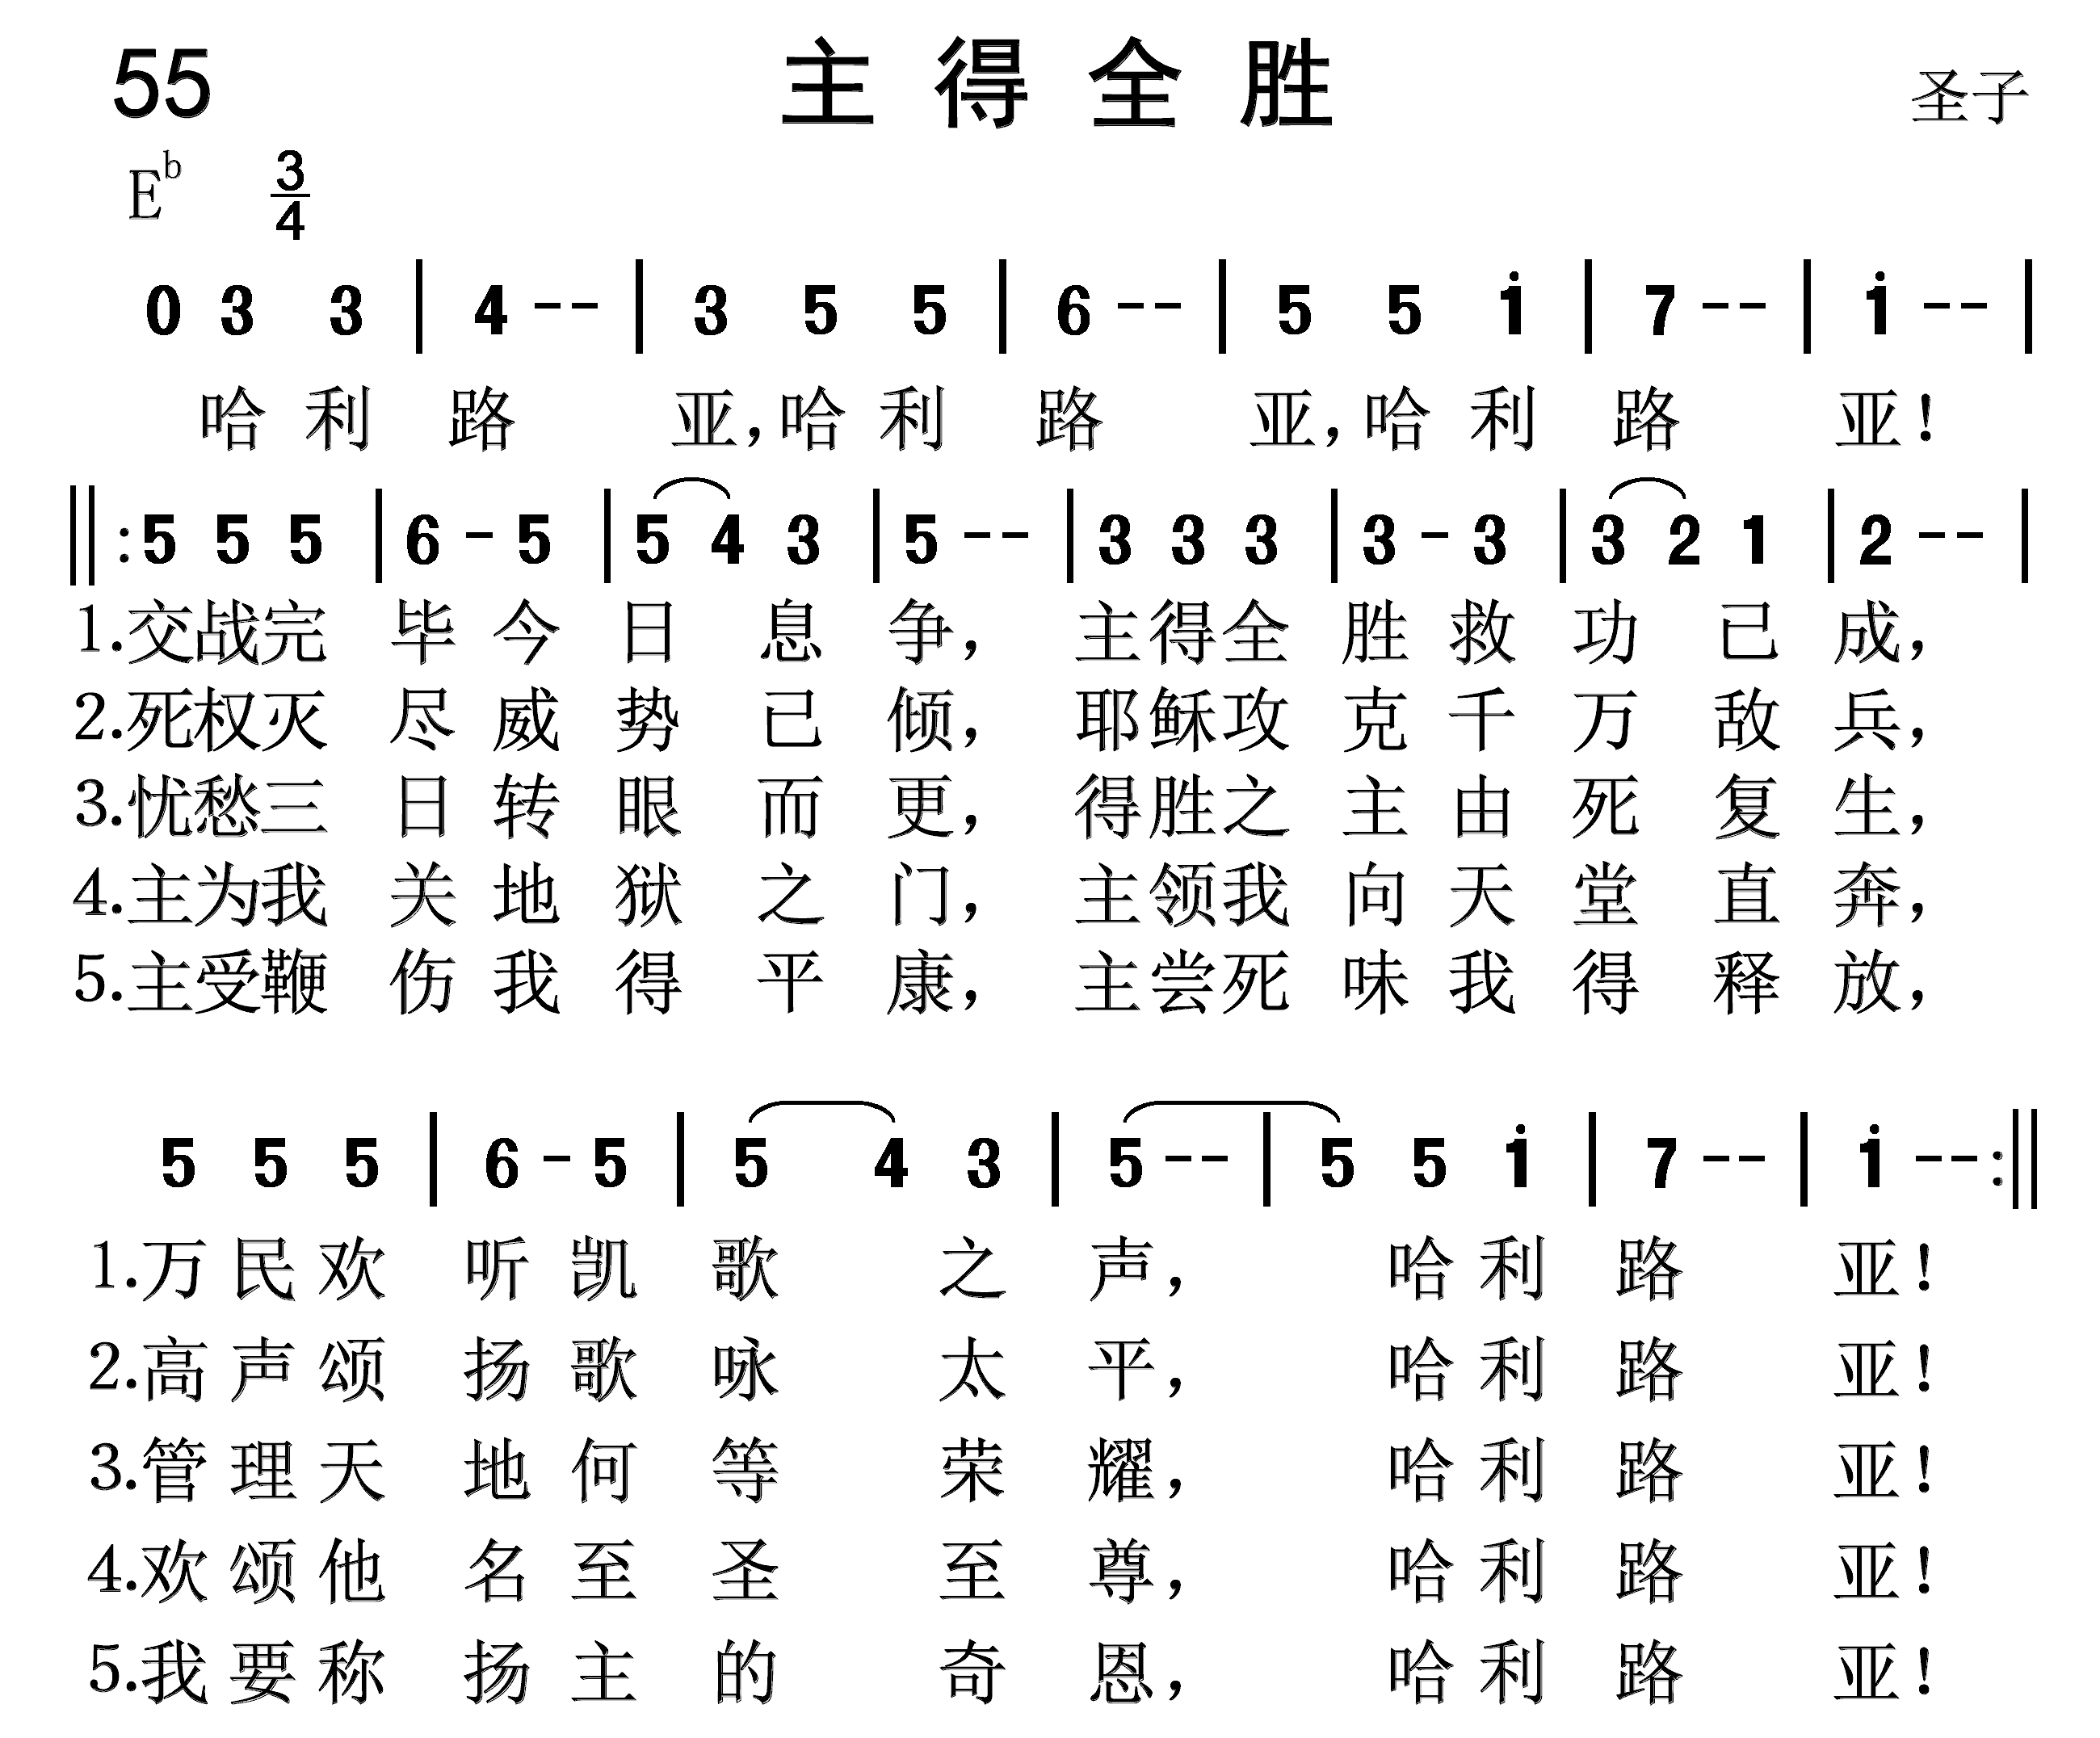 55 主得全胜 圣子
E♭ 3/4
0 3 3 | 4 - - | 3 5 5 | 6 - - | 5 5 i̇ | 7 - - | i̇ - - |
哈利路亚，哈利路亚，哈利路亚！
‖: 5 5 5 | 6 - 5 | 5 4 3 | 5 - - | 3 3 3 | 3 - 3 | 3 2 1 | 2 - - |
1.交战完毕今日息争，主得全胜救功已成，
2.死权灭尽威势已倾，耶稣攻克千万敌兵，
3.忧愁三日转眼而更，得胜之主由死复生，
4.主为我关地狱之门，主领我向天堂直奔，
5.主受鞭伤我得平康，主尝死味我得释放，
5 5 5 | 6 - 5 | 5 4 3 | 5 - - | 5 5 i̇ | 7 - - | i̇ - - :‖
1.万民欢听凯歌之声，哈利路亚！
2.高声颂扬歌咏太平，哈利路亚！
3.管理天地何等荣耀，哈利路亚！
4.欢颂他名至圣至尊，哈利路亚！
5.我要称扬主的奇恩，哈利路亚！